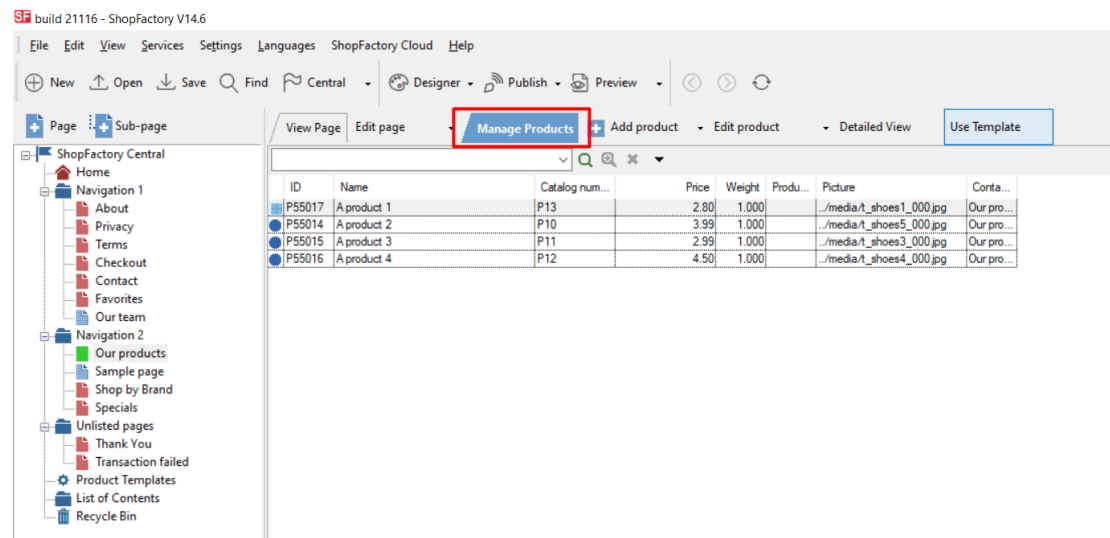 SF build 21116 - ShopFactory V14.6
File Edit View Services Settings Languages ShopFactory Cloud Help
New Open Save Find Central Designer Publish Preview
Page Sub-page
View Page Edit page Manage Products Add product Edit product Detailed View Use Template
ShopFactory Central
Home
Navigation 1
About
Privacy
Terms
Checkout
Contact
Favorites
Our team
Navigation 2
Our products
Sample page
Shop by Brand
Specials
Unlisted pages
Thank You
Transaction failed
Product Templates
List of Contents
Recycle Bin
ID Name Catalog num... Price Weight Produ... Picture Conta...
P55017 A product 1 P13 2.80 1.000 ../media/t_shoes1_000.jpg Our pro...
P55014 A product 2 P10 3.99 1.000 ../media/t_shoes5_000.jpg Our pro...
P55015 A product 3 P11 2.99 1.000 ../media/t_shoes3_000.jpg Our pro...
P55016 A product 4 P12 4.50 1.000 ../media/t_shoes4_000.jpg Our pro...